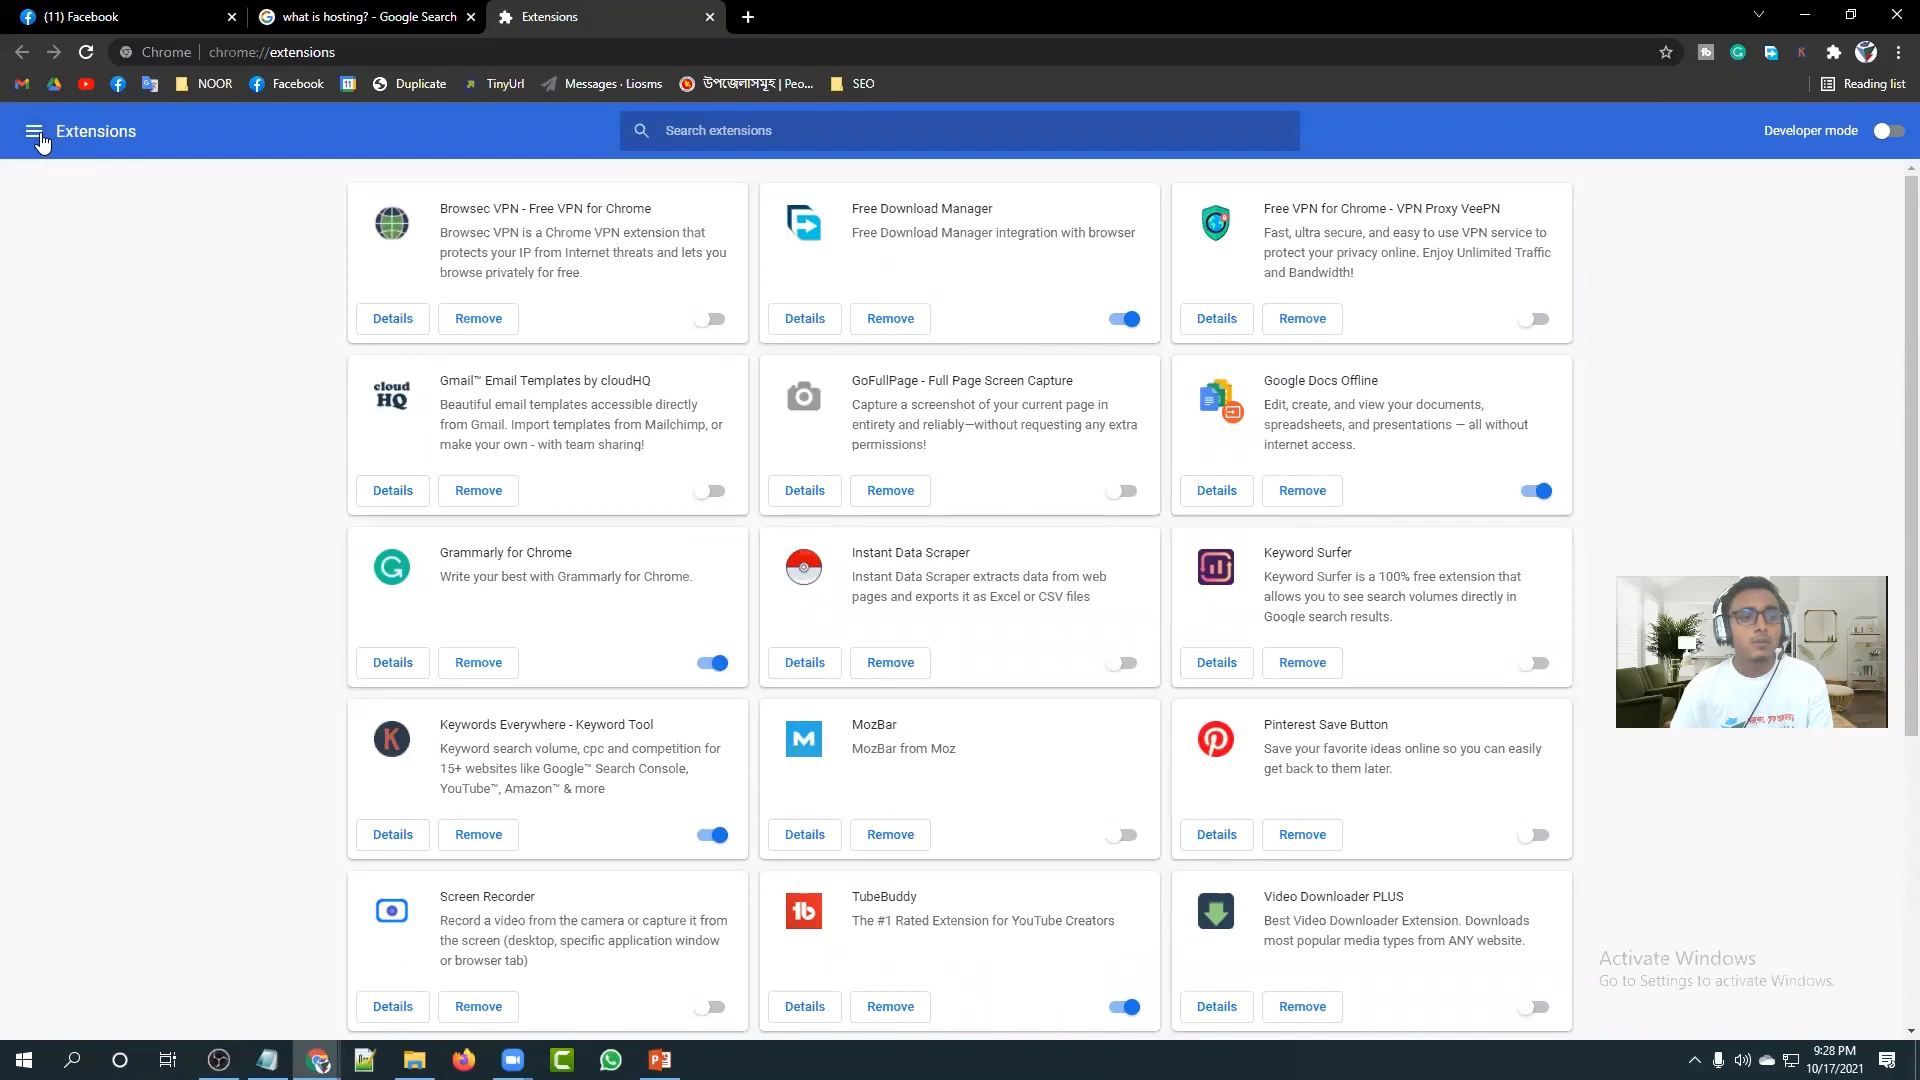 (11) Facebook
what is hosting? - Google Search
Extensions
Chrome
chrome://extensions
NOOR
Facebook
Duplicate
TinyUrl
Messages · Liosms
উপজেলাসমূহ | Peo...
SEO
Reading list
Extensions
Search extensions
Developer mode
Browsec VPN - Free VPN for Chrome
Browsec VPN is a Chrome VPN extension that
protects your IP from Internet threats and lets you
browse privately for free.
Details
Remove
Free Download Manager
Free Download Manager integration with browser
Details
Remove
Free VPN for Chrome - VPN Proxy VeePN
Fast, ultra secure, and easy to use VPN service to
protect your privacy online. Enjoy Unlimited Traffic
and Bandwidth!
Details
Remove
cloud
HQ
Gmail™ Email Templates by cloudHQ
Beautiful email templates accessible directly
from Gmail. Import templates from Mailchimp, or
make your own - with team sharing!
Details
Remove
GoFullPage - Full Page Screen Capture
Capture a screenshot of your current page in
entirety and reliably—without requesting any extra
permissions!
Details
Remove
Google Docs Offline
Edit, create, and view your documents,
spreadsheets, and presentations — all without
internet access.
Details
Remove
Grammarly for Chrome
Write your best with Grammarly for Chrome.
Details
Remove
Instant Data Scraper
Instant Data Scraper extracts data from web
pages and exports it as Excel or CSV files
Details
Remove
Keyword Surfer
Keyword Surfer is a 100% free extension that
allows you to see search volumes directly in
Google search results.
Details
Remove
K
Keywords Everywhere - Keyword Tool
Keyword search volume, cpc and competition for
15+ websites like Google™ Search Console,
YouTube™, Amazon™ & more
Details
Remove
M
MozBar
MozBar from Moz
Details
Remove
Pinterest Save Button
Save your favorite ideas online so you can easily
get back to them later.
Details
Remove
Screen Recorder
Record a video from the camera or capture it from
the screen (desktop, specific application window
or browser tab)
Details
Remove
tb
TubeBuddy
The #1 Rated Extension for YouTube Creators
Details
Remove
Video Downloader PLUS
Best Video Downloader Extension. Downloads
most popular media types from ANY website.
Details
Remove
Activate Windows
Go to Settings to activate Windows.
9:28 PM
10/17/2021